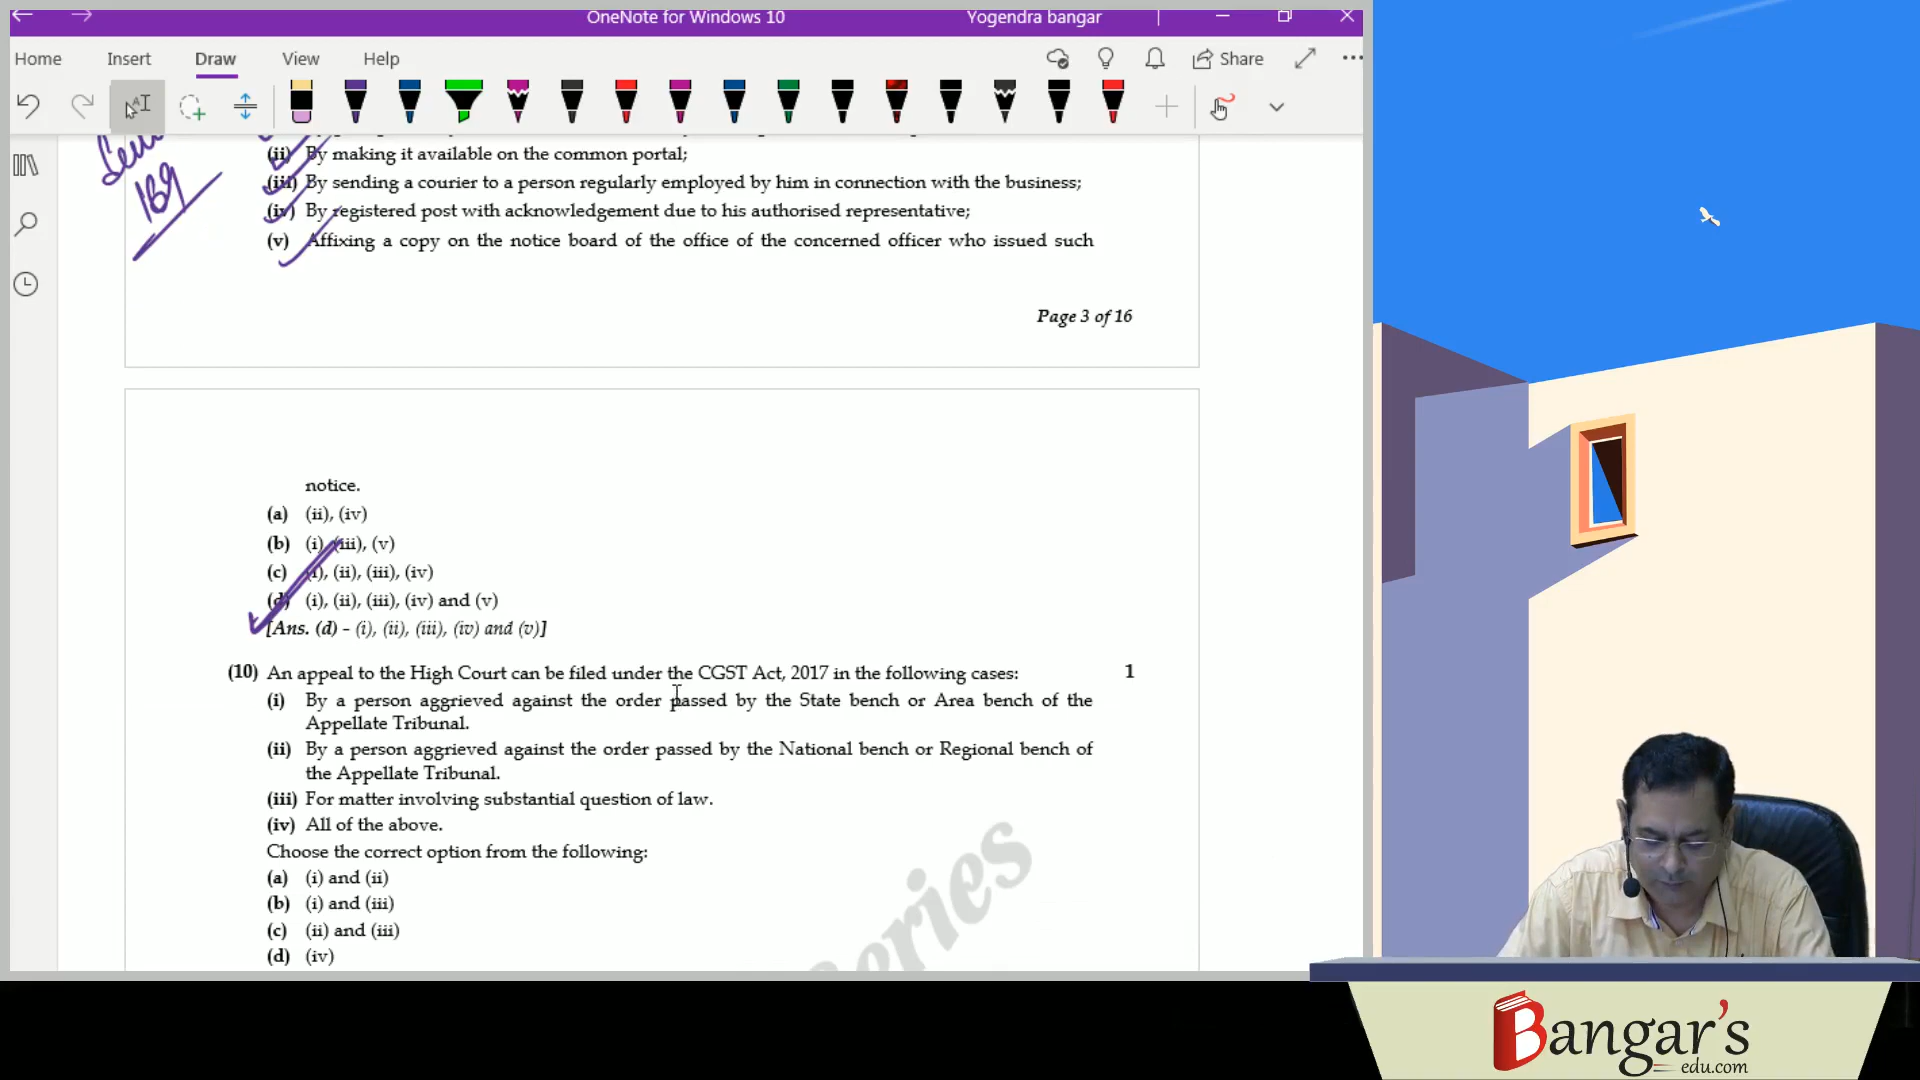 OneNote for Windows 10
Yogendra bangar
Home Insert Draw View Help
Share
169
(ii) By making it available on the common portal;
(iii) By sending a courier to a person regularly employed by him in connection with the business;
(iv) By registered post with acknowledgement due to his authorised representative;
(v) Affixing a copy on the notice board of the office of the concerned officer who issued such
Page 3 of 16
notice.
(a) (ii), (iv)
(b) (i), (iii), (v)
(c) (i), (ii), (iii), (iv)
(d) (i), (ii), (iii), (iv) and (v)
[Ans. (d) – (i), (ii), (iii), (iv) and (v)]
(10) An appeal to the High Court can be filed under the CGST Act, 2017 in the following cases: 1
(i) By a person aggrieved against the order passed by the State bench or Area bench of the
Appellate Tribunal.
(ii) By a person aggrieved against the order passed by the National bench or Regional bench of
the Appellate Tribunal.
(iii) For matter involving substantial question of law.
(iv) All of the above.
Choose the correct option from the following:
(a) (i) and (ii)
(b) (i) and (iii)
(c) (ii) and (iii)
(d) (iv)
Bangar's
edu.com